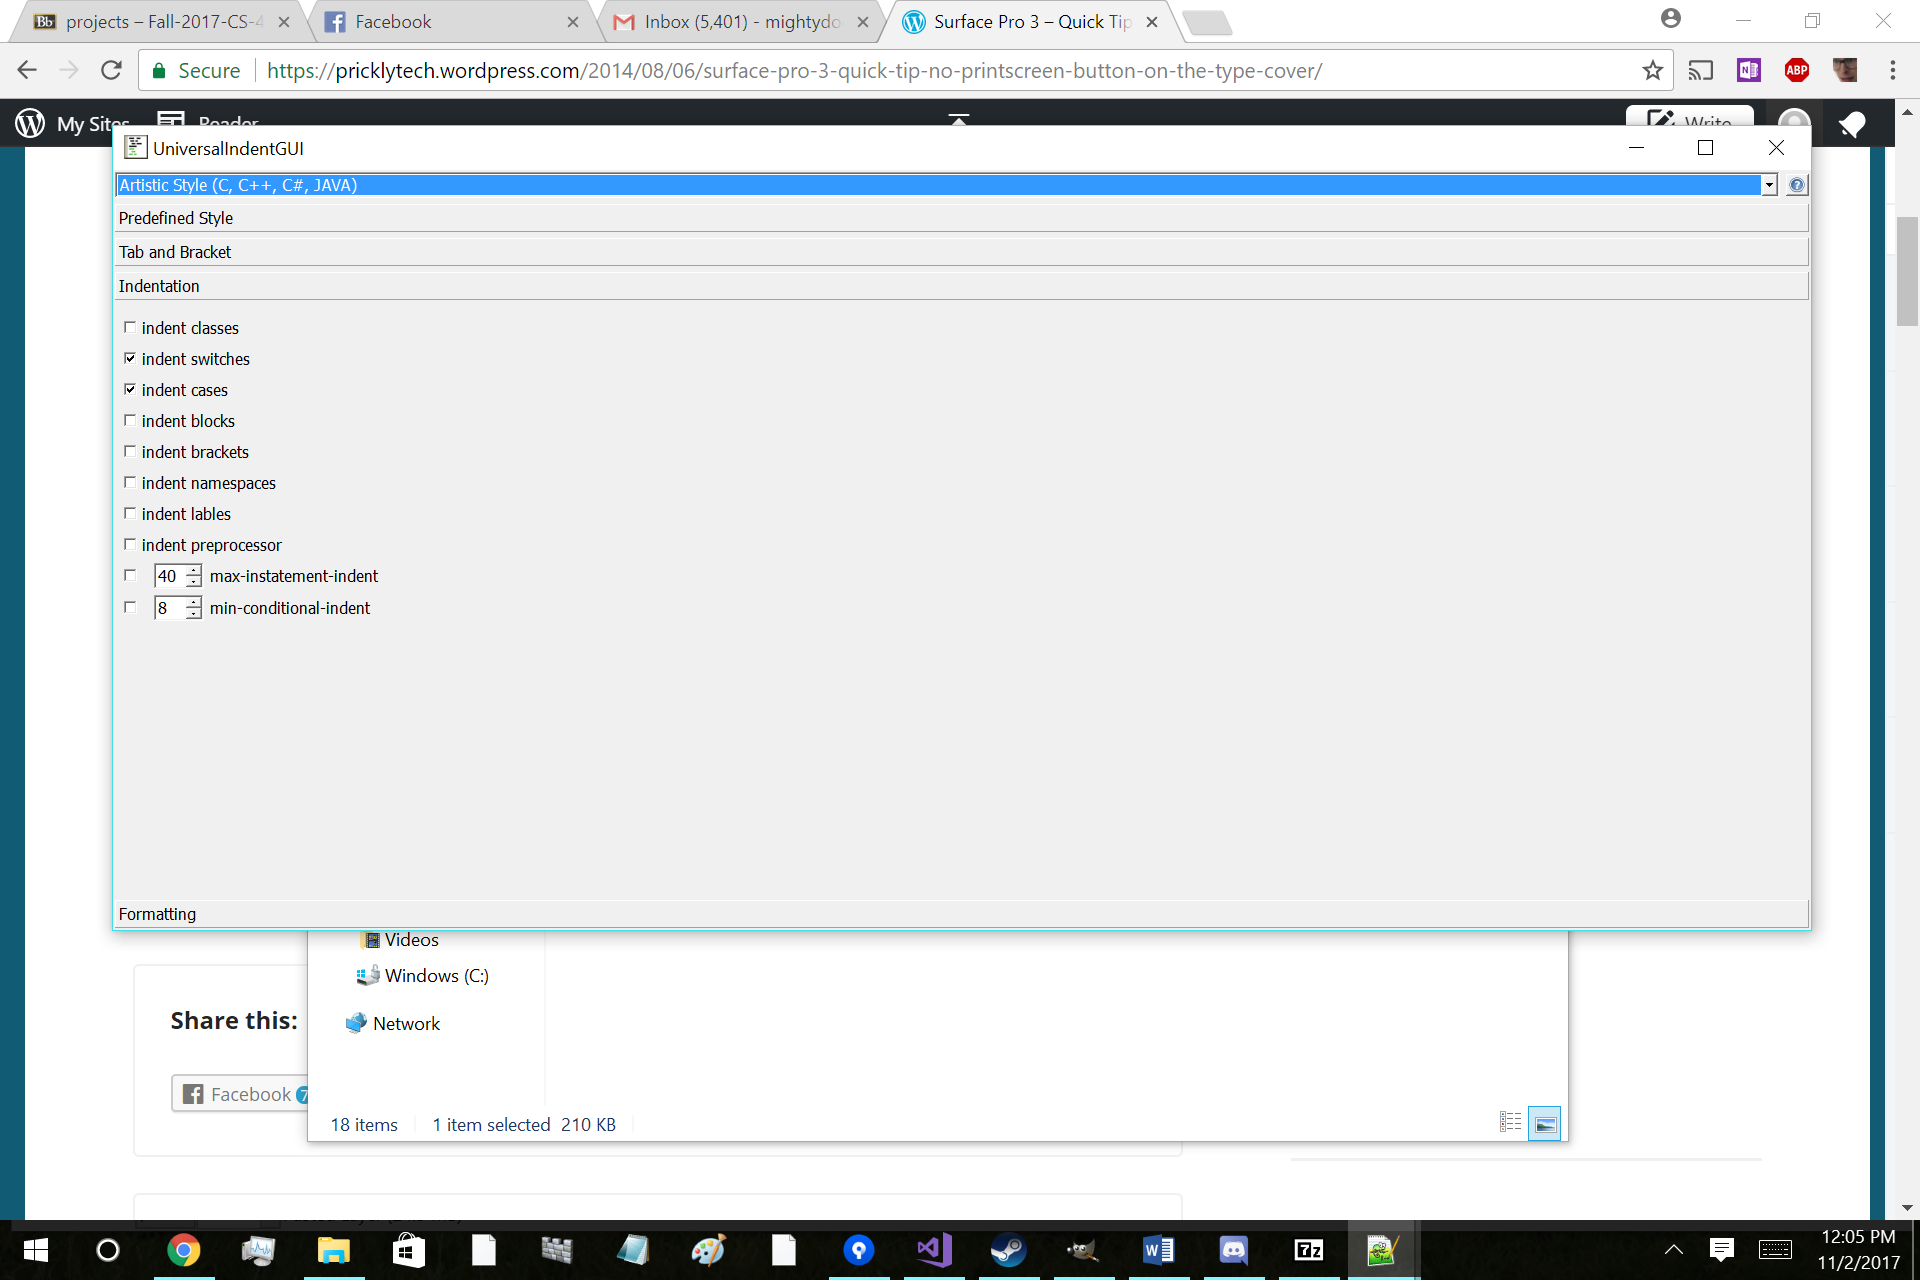 Bb projects – Fall-2017-CS-4
Facebook
Inbox (5,401) - mightydo
Surface Pro 3 – Quick Tip
Secure
https://pricklytech.wordpress.com/2014/08/06/surface-pro-3-quick-tip-no-printscreen-button-on-the-type-cover/
N
ABP
My Sites
Reader
Write
UniversalIndentGUI
Artistic Style (C, C++, C#, JAVA)
Predefined Style
Tab and Bracket
Indentation
indent classes
indent switches
indent cases
indent blocks
indent brackets
indent namespaces
indent lables
indent preprocessor
40 max-instatement-indent
8 min-conditional-indent
Formatting
Videos
Windows (C:)
Network
Share this:
Facebook 7
18 items 1 item selected 210 KB
7z
12:05 PM
11/2/2017